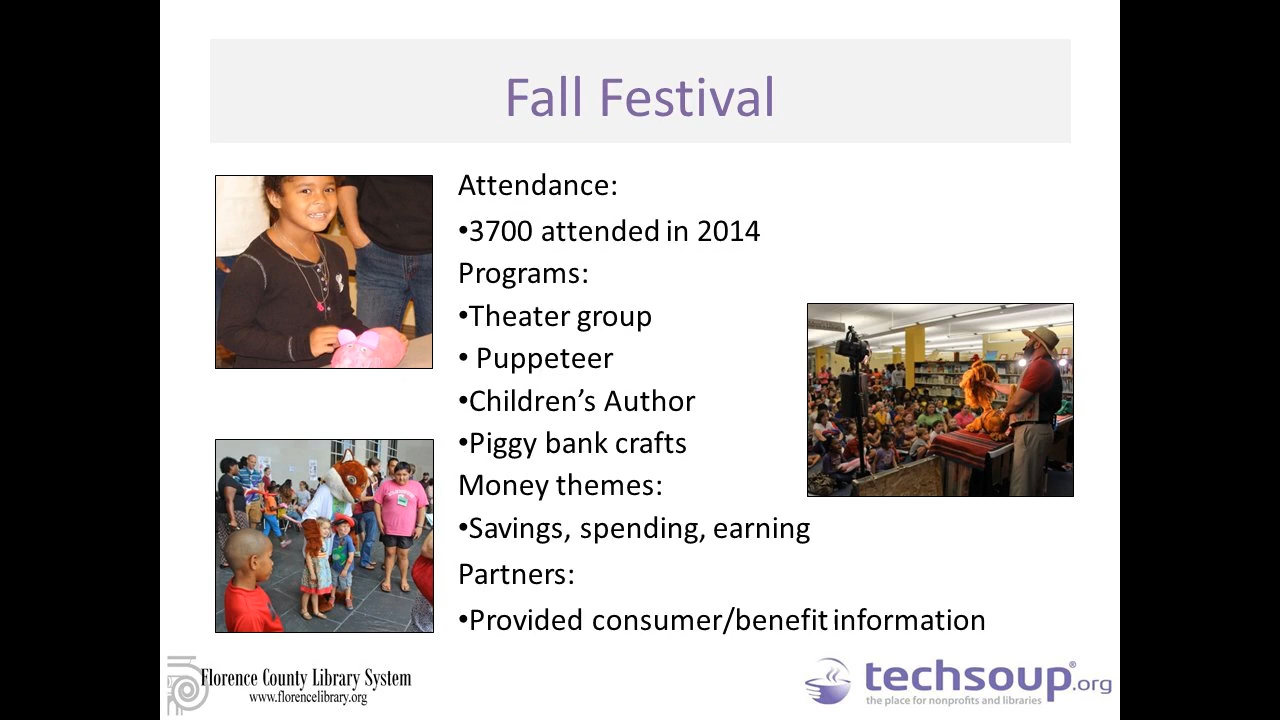 Fall Festival
Attendance:
•3700 attended in 2014
Programs:
•Theater group
• Puppeteer
•Children’s Author
•Piggy bank crafts
Money themes:
•Savings, spending, earning
Partners:
•Provided consumer/benefit information
Florence County Library System
www.florencelibrary.org
techsoup®.org
the place for nonprofits and libraries